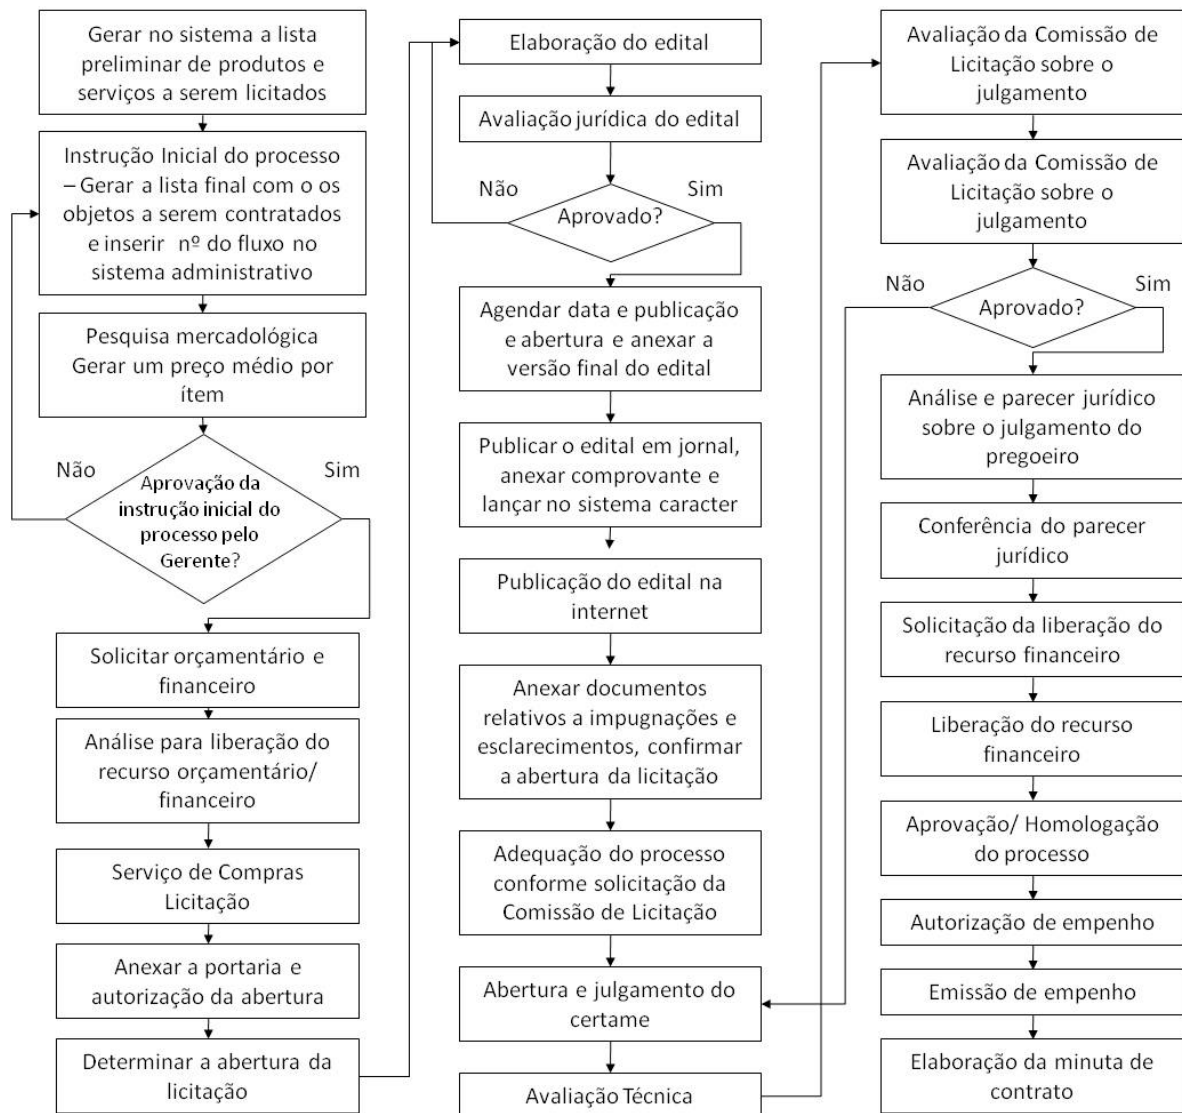 Gerar no sistema a lista
preliminar de produtos e
serviços a serem licitados
Instrução Inicial do processo
– Gerar a lista final com o os
objetos a serem contratados
e inserir nº do fluxo no
sistema administrativo
Pesquisa mercadológica
Gerar um preço médio por
ítem
Não
Sim
Aprovação da
instrução inicial do
processo pelo
Gerente?
Solicitar orçamentário e
financeiro
Análise para liberação do
recurso orçamentário/
financeiro
Serviço de Compras
Licitação
Anexar a portaria e
autorização da abertura
Determinar a abertura da
licitação
Elaboração do edital
Avaliação jurídica do edital
Não
Sim
Aprovado?
Agendar data e publicação
e abertura e anexar a
versão final do edital
Publicar o edital em jornal,
anexar comprovante e
lançar no sistema caracter
Publicação do edital na
internet
Anexar documentos
relativos a impugnações e
esclarecimentos, confirmar
a abertura da licitação
Adequação do processo
conforme solicitação da
Comissão de Licitação
Abertura e julgamento do
certame
Avaliação Técnica
Avaliação da Comissão de
Licitação sobre o
julgamento
Avaliação da Comissão de
Licitação sobre o
julgamento
Não
Sim
Aprovado?
Análise e parecer jurídico
sobre o julgamento do
pregoeiro
Conferência do parecer
jurídico
Solicitação da liberação do
recurso financeiro
Liberação do recurso
financeiro
Aprovação/ Homologação
do processo
Autorização de empenho
Emissão de empenho
Elaboração da minuta de
contrato